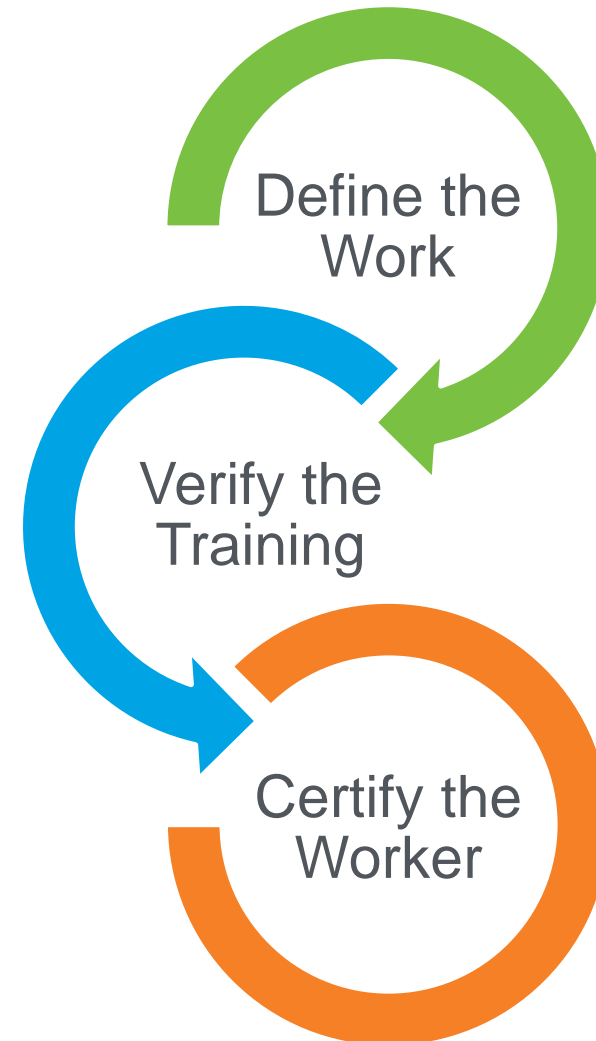 Define the
Work
Verify the
Training
Certify the
Worker